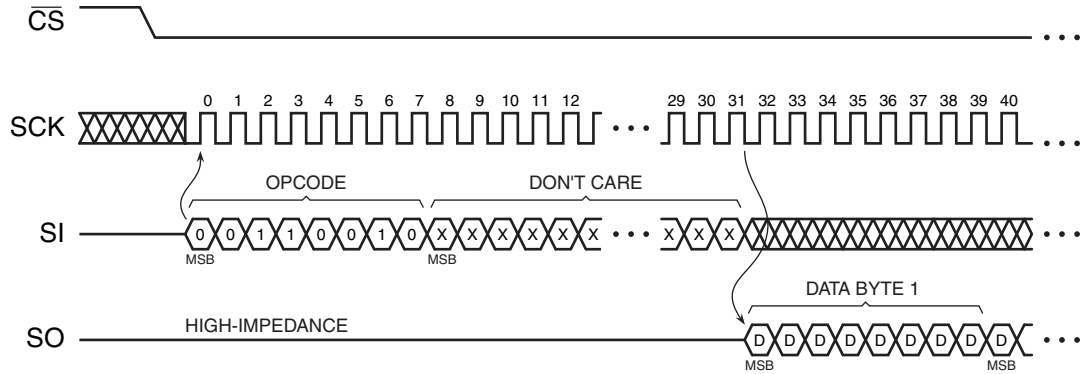 CS
SCK
0 1 2 3 4 5 6 7 8 9 10 11 12 29 30 31 32 33 34 35 36 37 38 39 40
OPCODE DON'T CARE
SI
0 0 1 1 0 0 1 0 X X X X X X X X X
MSB MSB
DATA BYTE 1
HIGH-IMPEDANCE
SO
D D D D D D D D D
MSB MSB